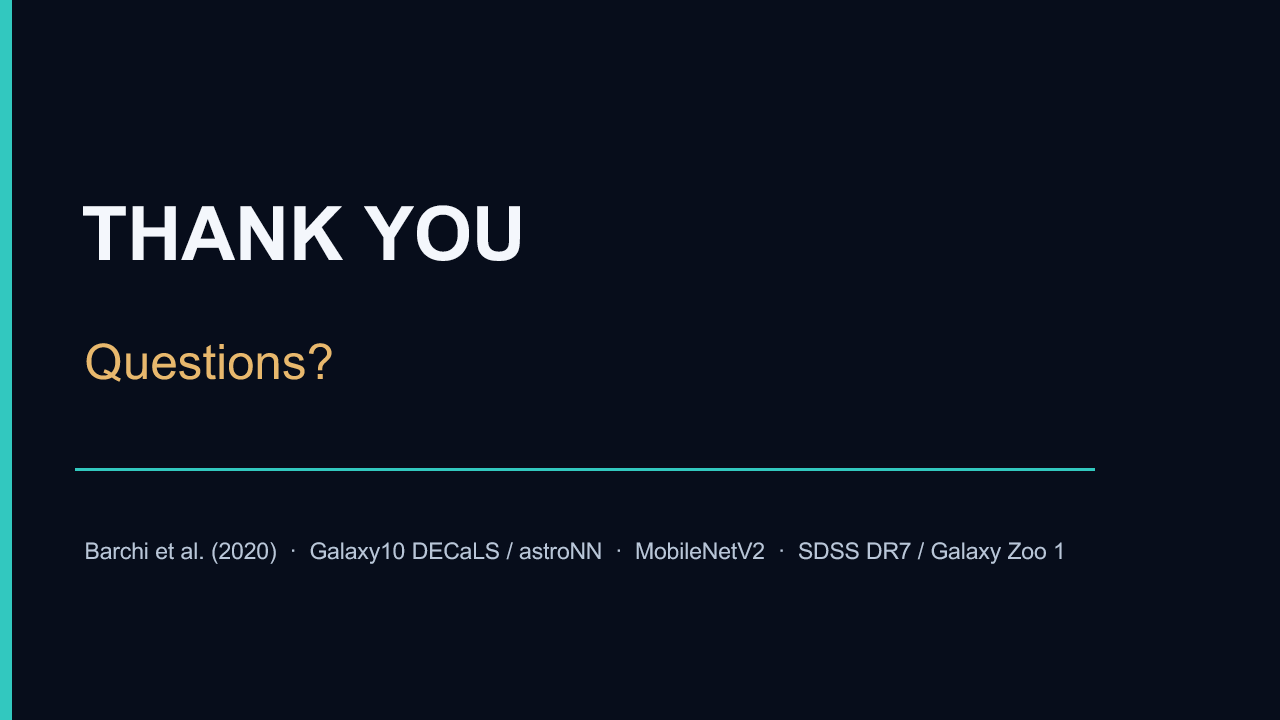 THANK YOU
Questions?
Barchi et al. (2020) · Galaxy10 DECaLS / astroNN · MobileNetV2 · SDSS DR7 / Galaxy Zoo 1